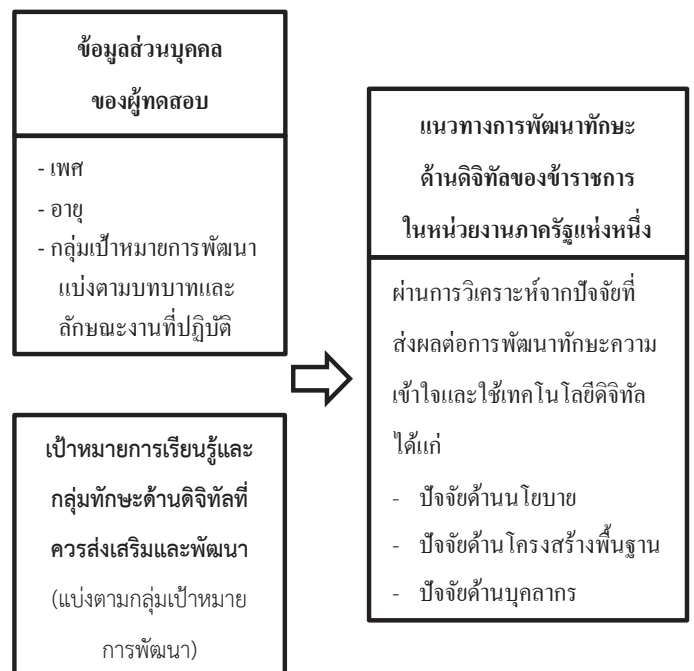 ข้อมูลส่วนบุคคล
ของผู้ทดสอบ
- เพศ
- อายุ
- กลุ่มเป้าหมายการพัฒนา
แบ่งตามบทบาทและ
ลักษณะงานที่ปฏิบัติ
เป้าหมายการเรียนรู้และ
กลุ่มทักษะด้านดิจิทัลที่
ควรส่งเสริมและพัฒนา
(แบ่งตามกลุ่มเป้าหมาย
การพัฒนา)
แนวทางการพัฒนาทักษะ
ด้านดิจิทัลของข้าราชการ
ในหน่วยงานภาครัฐแห่งหนึ่ง
ผ่านการวิเคราะห์จากปัจจัยที่
ส่งผลต่อการพัฒนาทักษะความ
เข้าใจและใช้เทคโนโลยีดิจิทัล
ได้แก่
- ปัจจัยด้านนโยบาย
- ปัจจัยด้านโครงสร้างพื้นฐาน
- ปัจจัยด้านบุคลากร